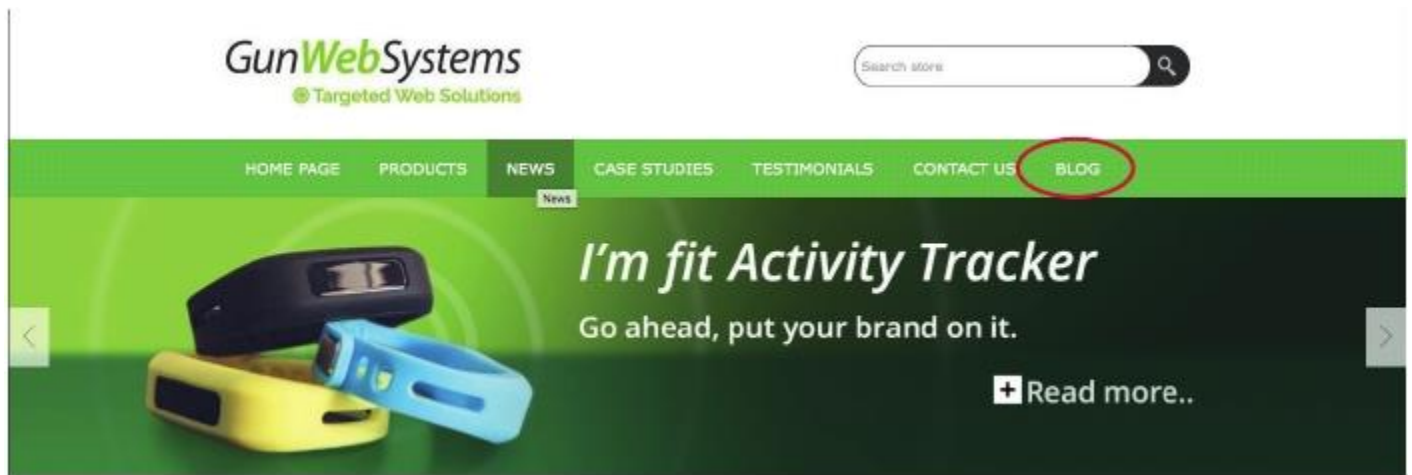 GunWebSystems
Targeted Web Solutions
Search store
HOME PAGE PRODUCTS NEWS CASE STUDIES TESTIMONIALS CONTACT US BLOG
News
I'm fit Activity Tracker
Go ahead, put your brand on it.
+ Read more..